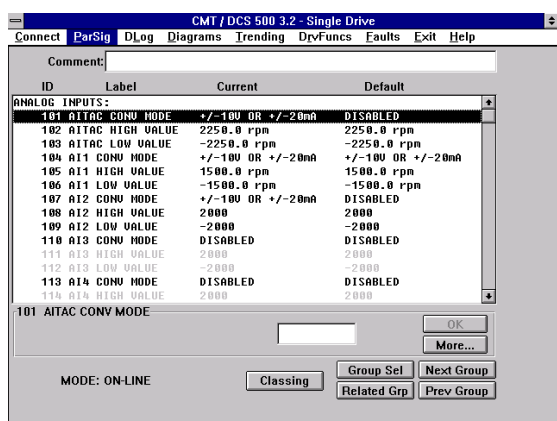 CMT / DCS 500 3.2 - Single Drive
Connect ParSig DLog Diagrams Trending DrvFuncs Faults Exit Help
Comment:
ID Label Current Default
ANALOG INPUTS:
101 AITAC CONV MODE +/-10V OR +/-20mA DISABLED
102 AITAC HIGH VALUE 2250.0 rpm 2250.0 rpm
103 AITAC LOW VALUE -2250.0 rpm -2250.0 rpm
104 AI1 CONV MODE +/-10V OR +/-20mA +/-10V OR +/-20mA
105 AI1 HIGH VALUE 1500.0 rpm 1500.0 rpm
106 AI1 LOW VALUE -1500.0 rpm -1500.0 rpm
107 AI2 CONV MODE +/-10V OR +/-20mA DISABLED
108 AI2 HIGH VALUE 2000 2000
109 AI2 LOW VALUE -2000 -2000
110 AI3 CONV MODE DISABLED DISABLED
111 AI3 HIGH VALUE 2000 2000
112 AI3 LOW VALUE -2000 -2000
113 AI4 CONV MODE DISABLED DISABLED
114 AI4 HIGH VALUE 2000 2000
101 AITAC CONV MODE
OK
More...
MODE: ON-LINE
Classing
Group Sel Next Group
Related Grp Prev Group